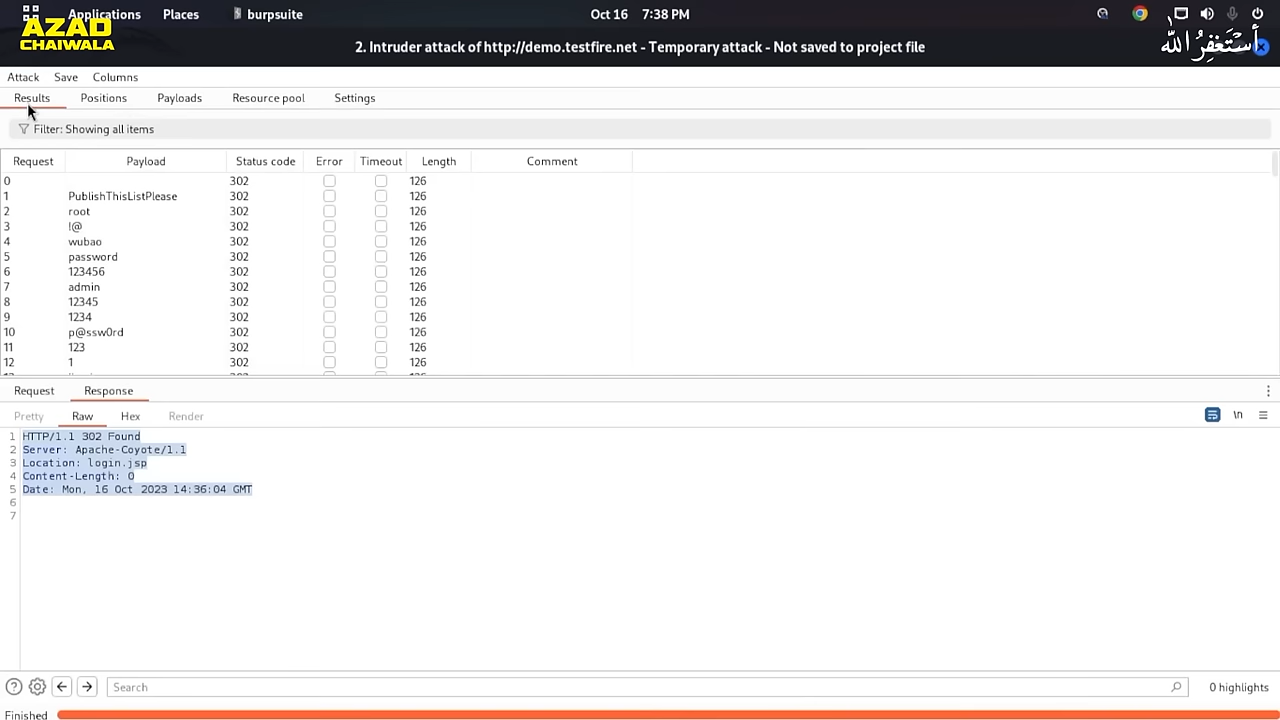 Applications Places burpsuite Oct 16 7:38 PM
AZAD
CHAIWALA
أستغفر الله
2. Intruder attack of http://demo.testfire.net - Temporary attack - Not saved to project file
Attack Save Columns
Results Positions Payloads Resource pool Settings
Filter: Showing all items
Request Payload Status code Error Timeout Length Comment
0 302 126
1 PublishThisListPlease 302 126
2 root 302 126
3 !@ 302 126
4 wubao 302 126
5 password 302 126
6 123456 302 126
7 admin 302 126
8 12345 302 126
9 1234 302 126
10 p@ssw0rd 302 126
11 123 302 126
12 1 302 126
Request Response
Pretty Raw Hex Render \n
1 HTTP/1.1 302 Found
2 Server: Apache-Coyote/1.1
3 Location: login.jsp
4 Content-Length: 0
5 Date: Mon, 16 Oct 2023 14:36:04 GMT
6
7
Search 0 highlights
Finished